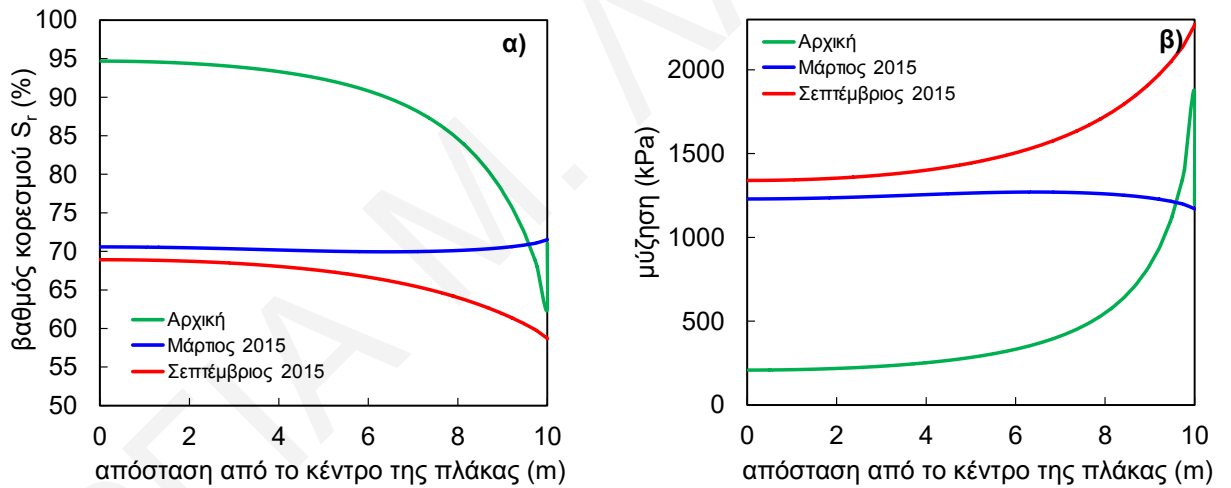 α)
βαθμός κορεσμού Sr (%)
100
95
90
85
80
75
70
65
60
55
50
Αρχική
Μάρτιος 2015
Σεπτέμβριος 2015
0 2 4 6 8 10
απόσταση από το κέντρο της πλάκας (m)
β)
μύζηση (kPa)
2000
1500
1000
500
0
Αρχική
Μάρτιος 2015
Σεπτέμβριος 2015
0 2 4 6 8 10
απόσταση από το κέντρο της πλάκας (m)